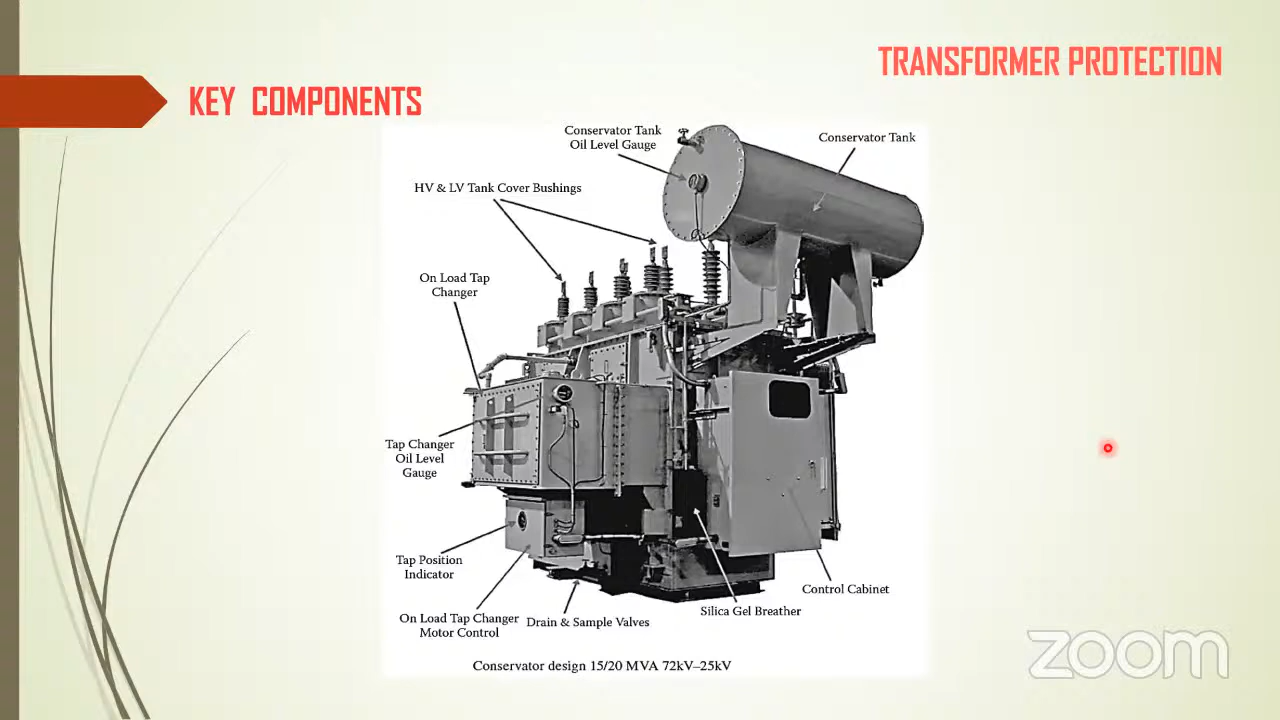 TRANSFORMER PROTECTION
KEY COMPONENTS
Conservator Tank
Oil Level Gauge
Conservator Tank
HV & LV Tank Cover Bushings
On Load Tap
Changer
Tap Changer
Oil Level
Gauge
Tap Position
Indicator
On Load Tap Changer
Motor Control
Drain & Sample Valves
Silica Gel Breather
Control Cabinet
Conservator design 15/20 MVA 72kV–25kV
zoom